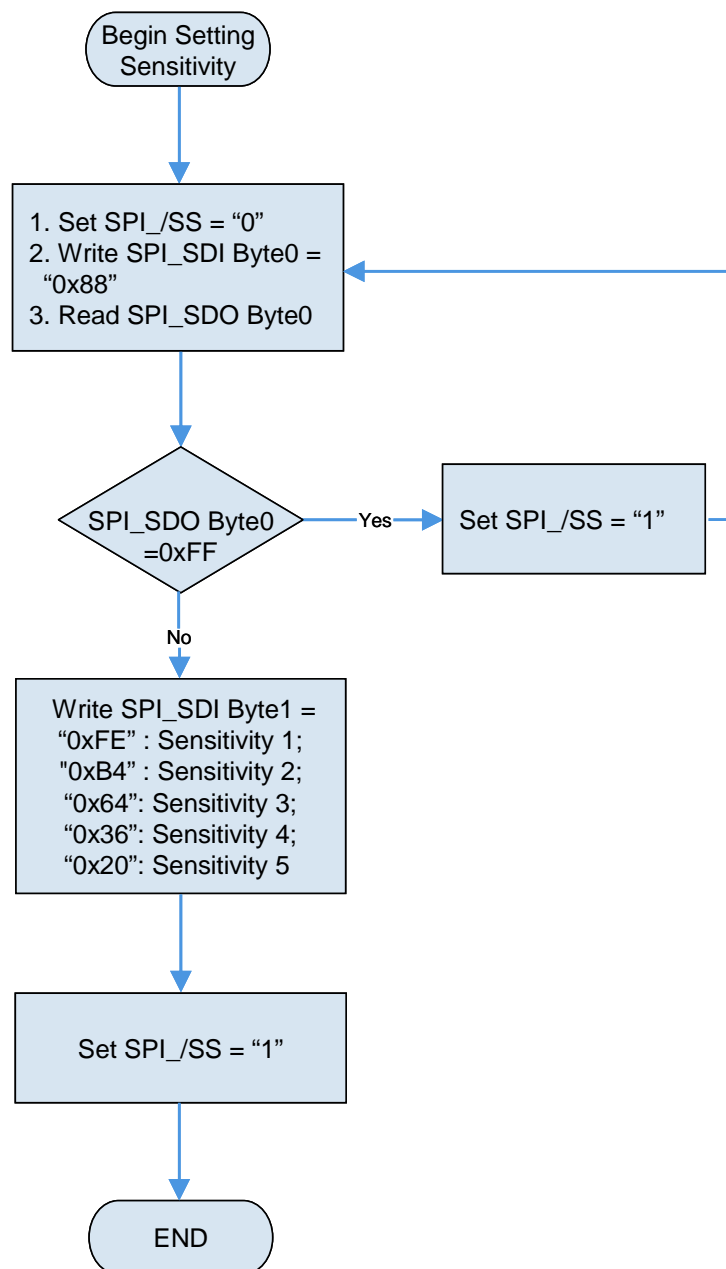 Begin Setting
Sensitivity
1. Set SPI_/SS = “0”
2. Write SPI_SDI Byte0 =
“0x88”
3. Read SPI_SDO Byte0
SPI_SDO Byte0
=0xFF
Yes
Set SPI_/SS = “1”
No
Write SPI_SDI Byte1 =
“0xFE” : Sensitivity 1;
"0xB4” : Sensitivity 2;
“0x64”: Sensitivity 3;
“0x36”: Sensitivity 4;
“0x20”: Sensitivity 5
Set SPI_/SS = “1”
END